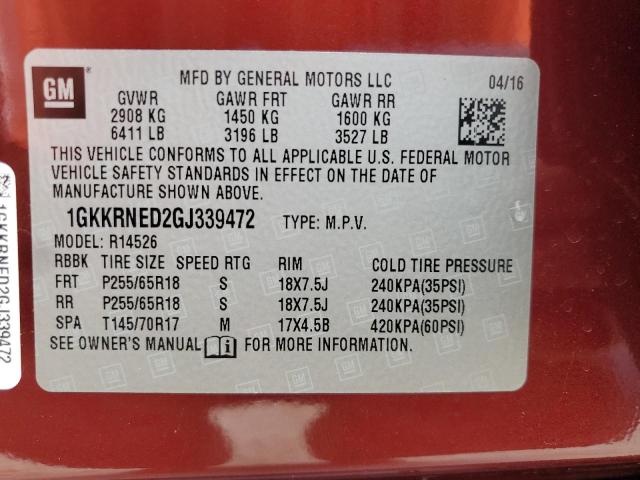 GM
MFD BY GENERAL MOTORS LLC 04/16
GVWR GAWR FRT GAWR RR
2908 KG 1450 KG 1600 KG
6411 LB 3196 LB 3527 LB
THIS VEHICLE CONFORMS TO ALL APPLICABLE U.S. FEDERAL MOTOR
VEHICLE SAFETY STANDARDS IN EFFECT ON THE DATE OF
MANUFACTURE SHOWN ABOVE.
1GKKRNED2GJ339472 TYPE: M.P.V.
MODEL: R14526
RBBK TIRE SIZE SPEED RTG RIM COLD TIRE PRESSURE
FRT P255/65R18 S 18X7.5J 240KPA(35PSI)
RR P255/65R18 S 18X7.5J 240KPA(35PSI)
SPA T145/70R17 M 17X4.5B 420KPA(60PSI)
SEE OWNER'S MANUAL FOR MORE INFORMATION.
1GKKRNED2GJ339472